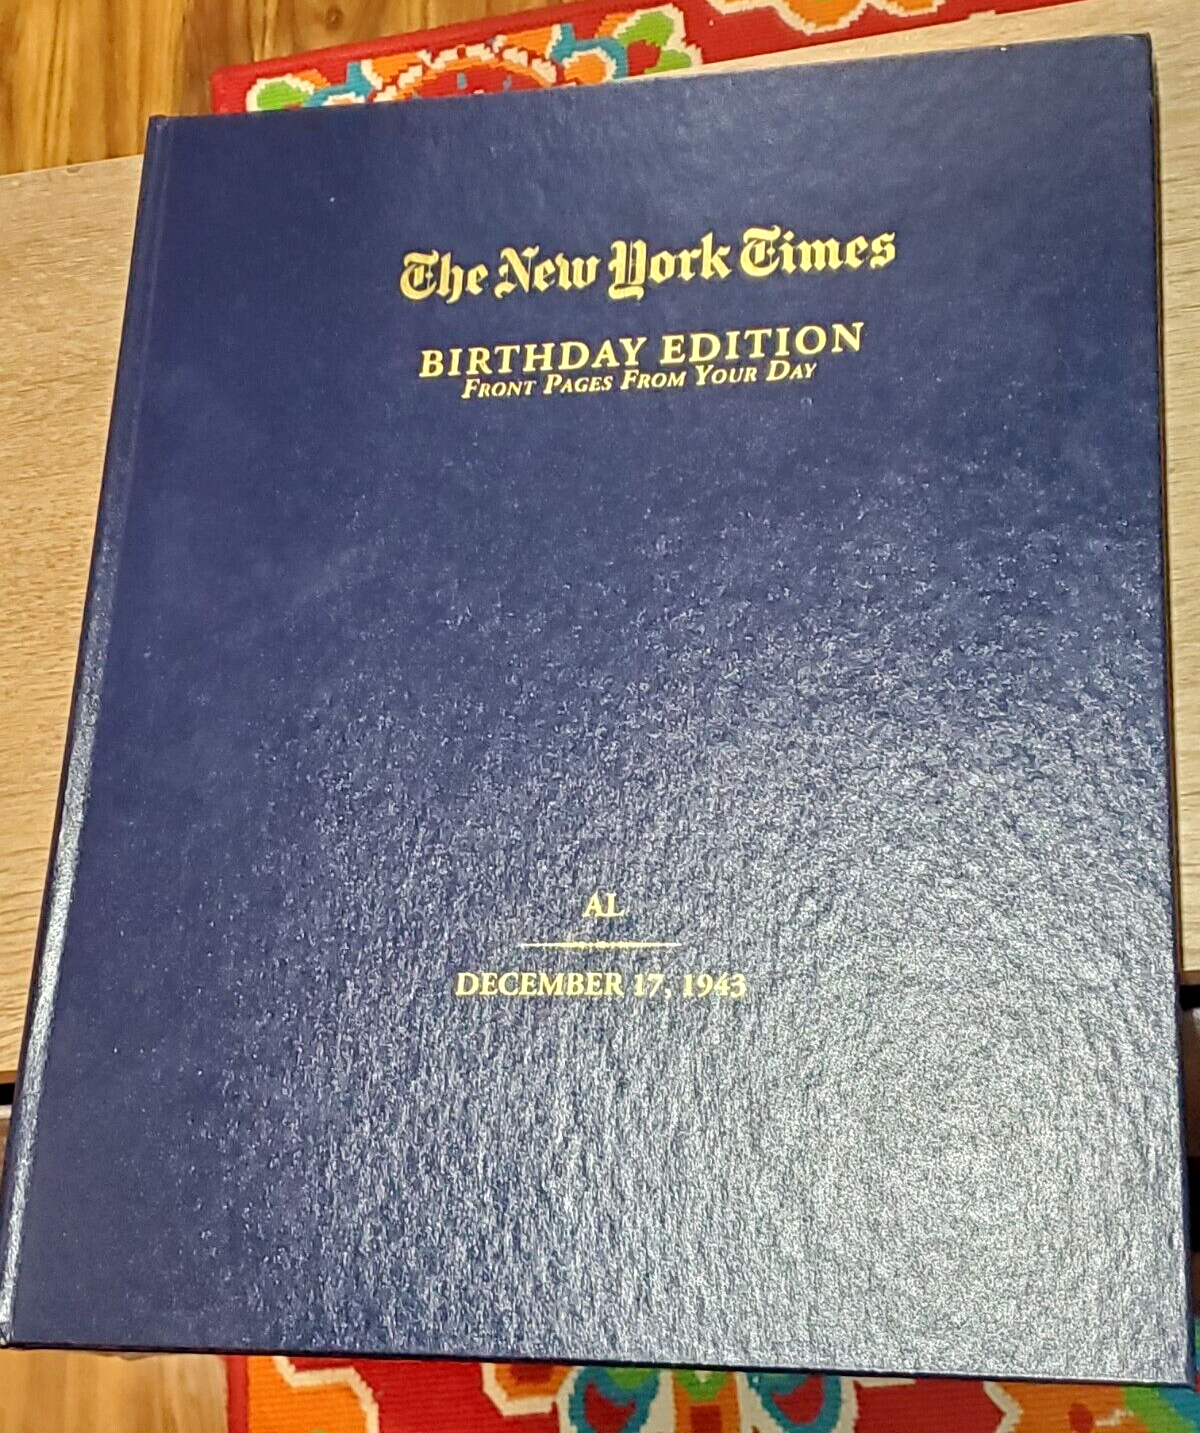 The New York Times
BIRTHDAY EDITION
FRONT PAGES FROM YOUR DAY
AL
DECEMBER 17, 1943